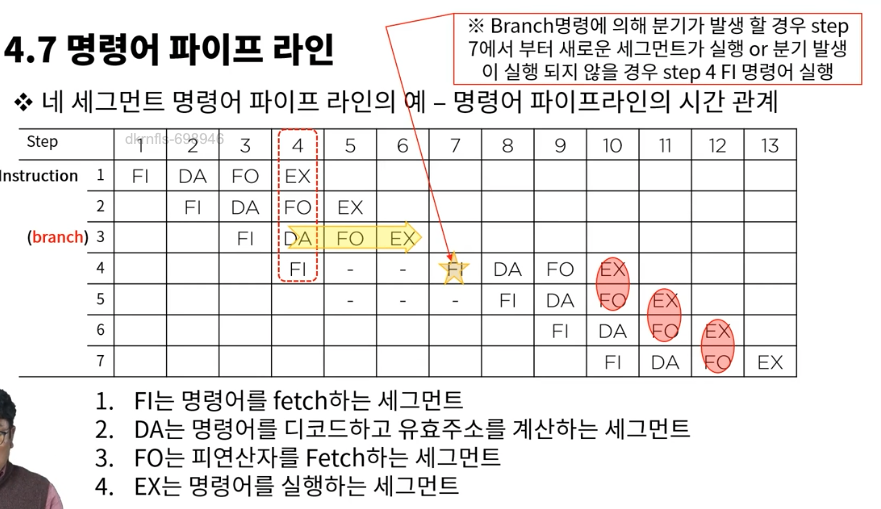 4.7 명령어 파이프 라인
※ Branch명령에 의해 분기가 발생 할 경우 step
7에서 부터 새로운 세그먼트가 실행 or 분기 발생
이 실행 되지 않을 경우 step 4 FI 명령어 실행
❖ 네 세그먼트 명령어 파이프 라인의 예 – 명령어 파이프라인의 시간 관계
dkrnfls-698946
Step 1 2 3 4 5 6 7 8 9 10 11 12 13
Instruction 1 FI DA FO EX
2 FI DA FO EX
(branch) 3 FI DA FO EX
4 FI - - FI DA FO EX
5 - - - FI DA FO EX
6 FI DA FO EX
7 FI DA FO EX
1. FI는 명령어를 fetch하는 세그먼트
2. DA는 명령어를 디코드하고 유효주소를 계산하는 세그먼트
3. FO는 피연산자를 Fetch하는 세그먼트
4. EX는 명령어를 실행하는 세그먼트